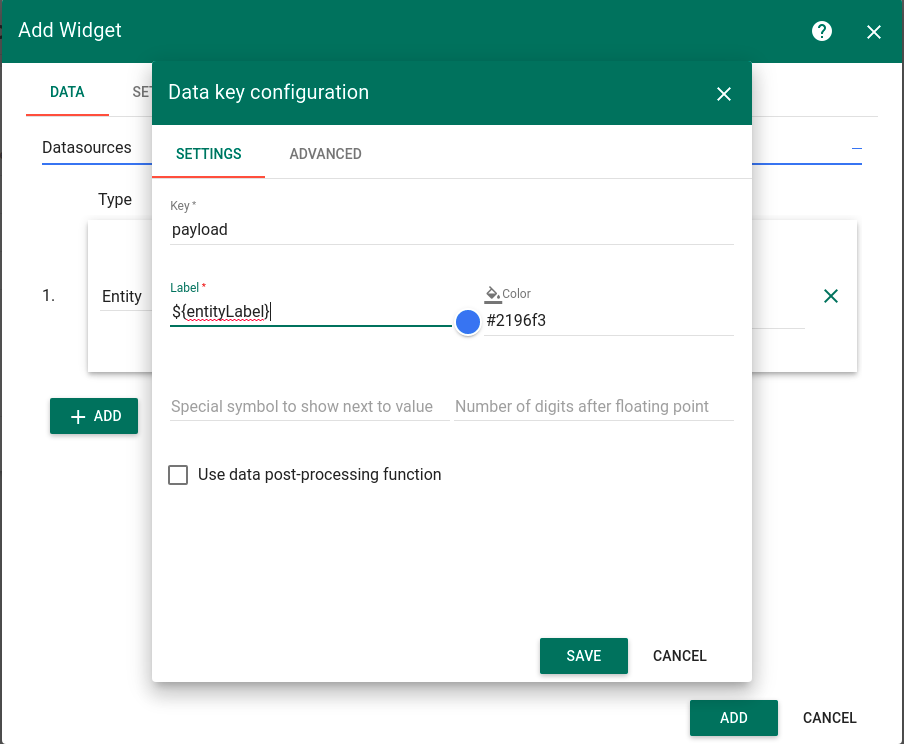 Add Widget
DATA
SET
Datasources
Type
1.
Entity
ADD
Data key configuration
SETTINGS
ADVANCED
Key *
payload
Label *
${entityLabel}
Color
#2196f3
Special symbol to show next to value
Number of digits after floating point
Use data post-processing function
SAVE
CANCEL
ADD
CANCEL